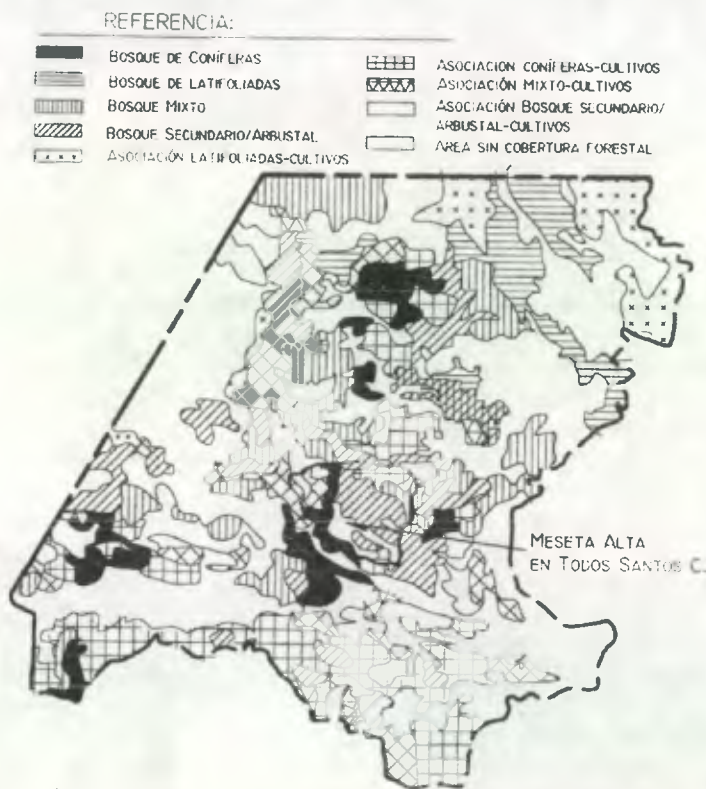 REFERENCIA:
BOSQUE DE CONÍFERAS
BOSQUE DE LATIFOLIADAS
BOSQUE MIXTO
BOSQUE SECUNDARIO/ARBUSTAL
ASOCIACIÓN LATIFOLIADAS-CULTIVOS
ASOCIACION CONÍFERAS-CULTIVOS
ASOCIACIÓN MIXTO-CULTIVOS
ASOCIACIÓN BOSQUE SECUNDARIO/
ARBUSTAL-CULTIVOS
AREA SIN COBERTURA FORESTAL
MESETA ALTA
EN TODOS SANTOS C.